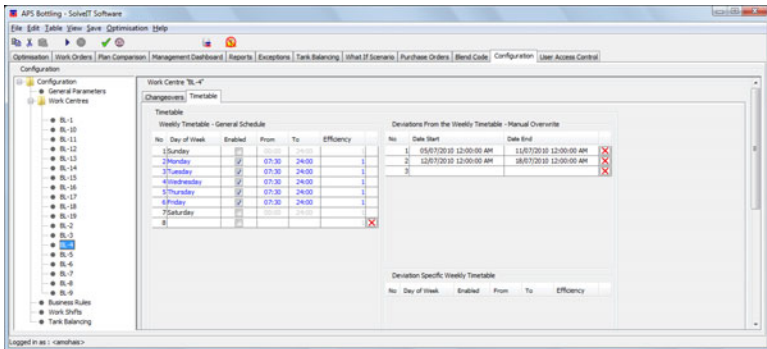 APS Bottling - SolveIT Software
File Edit Table View Save Optimisation Help
Optimisation Work Orders Plan Comparison Management Dashboard Reports Exceptions Tank Balancing What If Scenario Purchase Orders Blend Code Configuration User Access Control
Configuration
Configuration
General Parameters
Work Centres
BL-1
BL-10
BL-11
BL-12
BL-13
BL-14
BL-15
BL-16
BL-17
BL-18
BL-19
BL-2
BL-3
BL-4
BL-5
BL-6
BL-7
BL-8
BL-9
Business Rules
Work Shifts
Tank Balancing
Work Centre "BL-4"
Changeovers Timetable
Timetable
Weekly Timetable - General Schedule
No Day of Week Enabled From To Efficiency
1 Sunday 00:00 24:00
2 Monday 07:30 24:00 1
3 Tuesday 07:30 24:00 1
4 Wednesday 07:30 24:00 1
5 Thursday 07:30 24:00 1
6 Friday 07:30 24:00 1
7 Saturday 00:00 24:00
8
Deviations From the Weekly Timetable - Manual Overwrite
No Date Start Date End
1 05/07/2010 12:00:00 AM 11/07/2010 12:00:00 AM
2 12/07/2010 12:00:00 AM 18/07/2010 12:00:00 AM
3
Deviation Specific Weekly Timetable
No Day of Week Enabled From To Efficiency
Logged in as : <amohais>